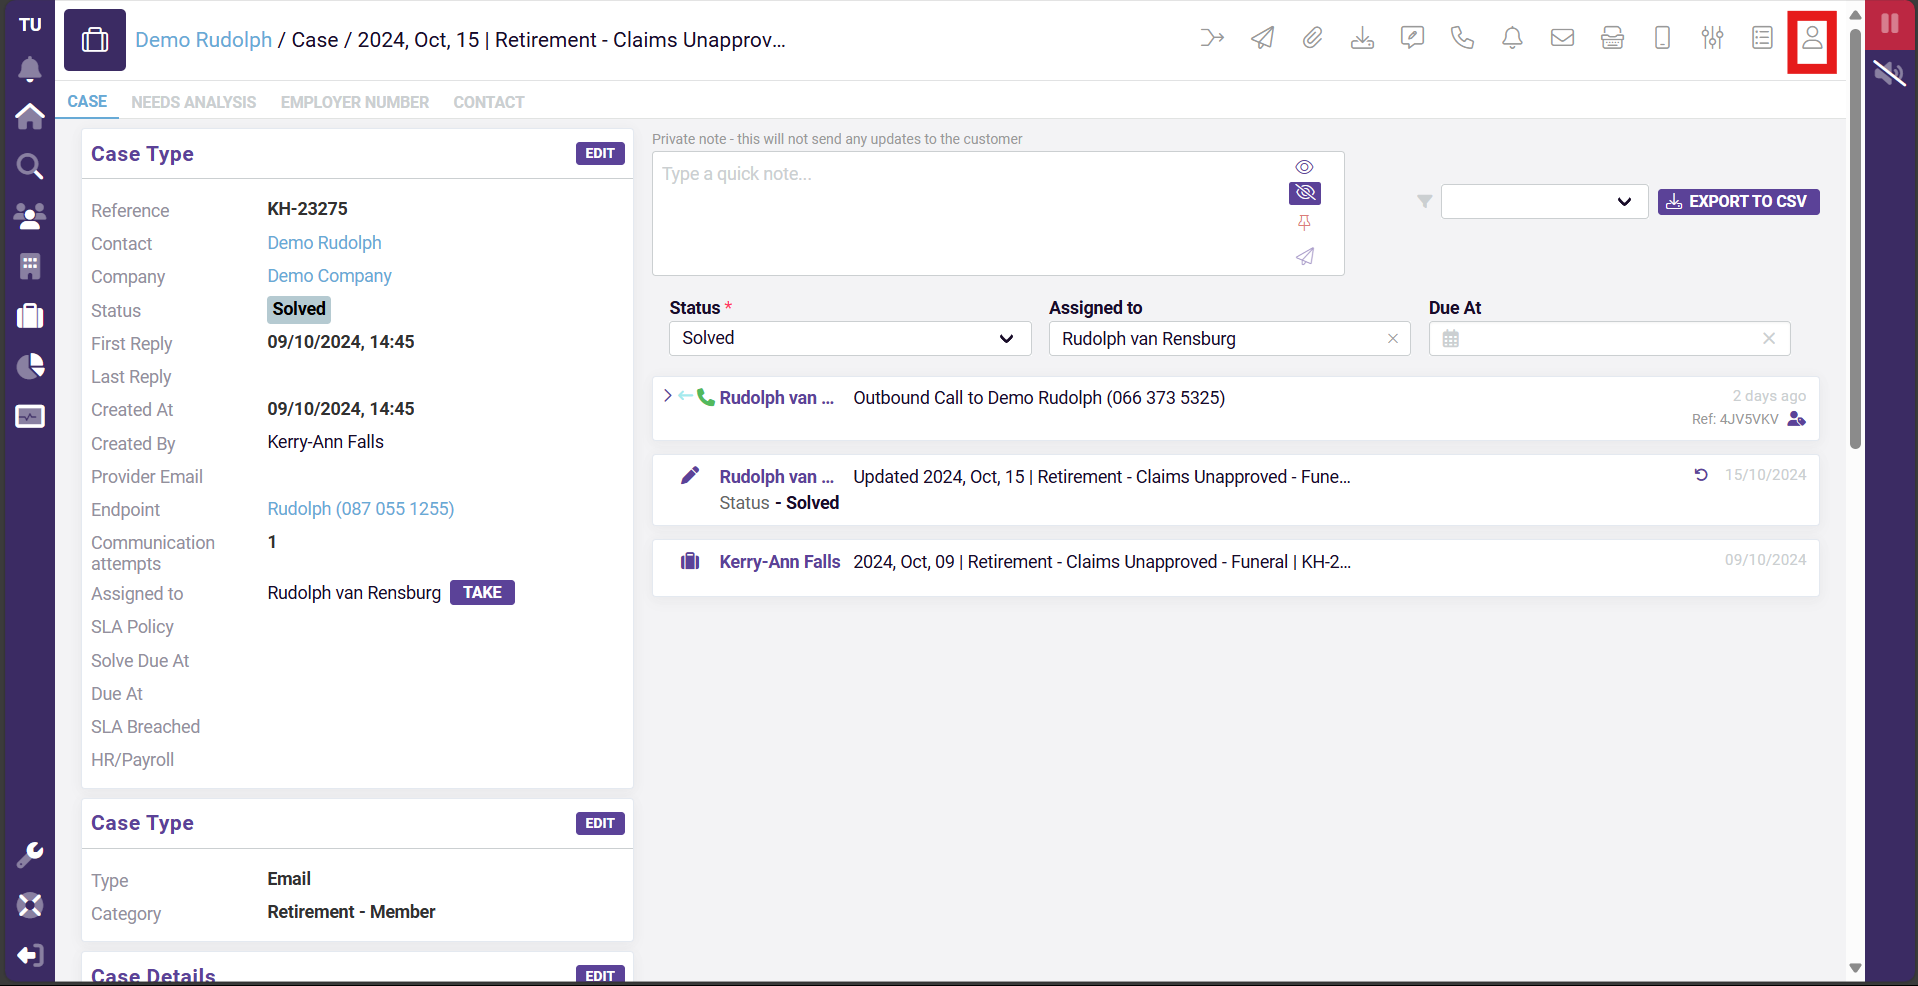 TU
Demo Rudolph / Case / 2024, Oct, 15 | Retirement - Claims Unapprov...
CASE NEEDS ANALYSIS EMPLOYER NUMBER CONTACT
Case Type EDIT
Reference KH-23275
Contact Demo Rudolph
Company Demo Company
Status Solved
First Reply 09/10/2024, 14:45
Last Reply
Created At 09/10/2024, 14:45
Created By Kerry-Ann Falls
Provider Email
Endpoint Rudolph (087 055 1255)
Communication attempts 1
Assigned to Rudolph van Rensburg TAKE
SLA Policy
Solve Due At
Due At
SLA Breached
HR/Payroll
Case Type EDIT
Type Email
Category Retirement - Member
Case Details EDIT
Private note - this will not send any updates to the customer
Type a quick note...
EXPORT TO CSV
Status * Assigned to Due At
Solved Rudolph van Rensburg
Rudolph van ... Outbound Call to Demo Rudolph (066 373 5325) 2 days ago
Ref: 4JV5VKV
Rudolph van ... Updated 2024, Oct, 15 | Retirement - Claims Unapproved - Fune... 15/10/2024
Status - Solved
Kerry-Ann Falls 2024, Oct, 09 | Retirement - Claims Unapproved - Funeral | KH-2... 09/10/2024